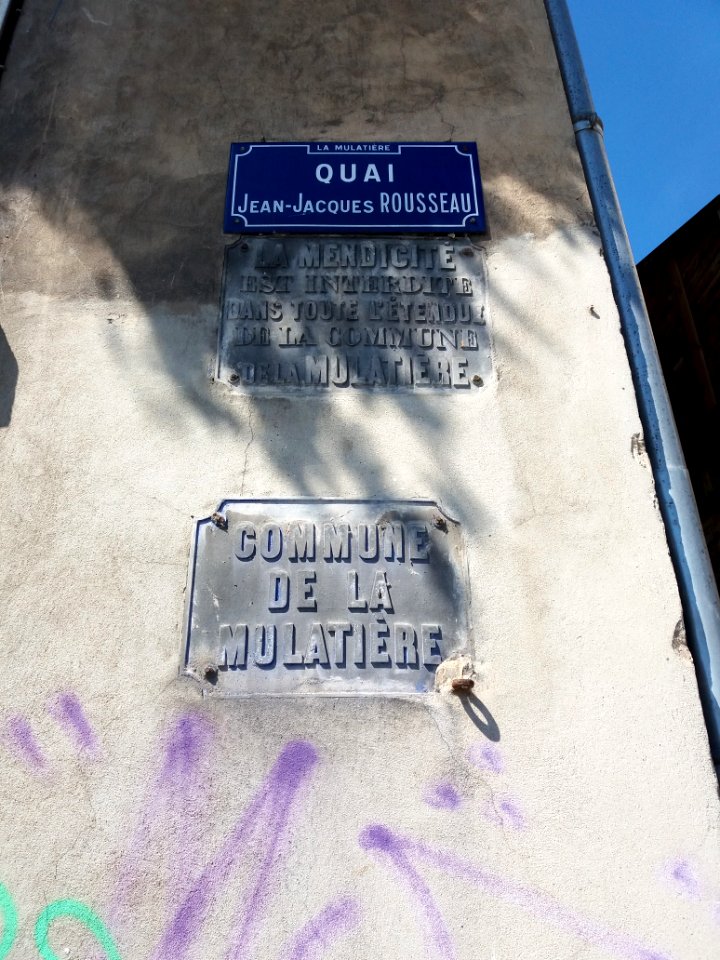 LA MULATIÈRE
QUAI
JEAN-JACQUES ROUSSEAU
LA MENDICITÉ
EST INTERDITE
DANS TOUTE L'ÉTENDUE
DE LA COMMUNE
DE LA MULATIÈRE
COMMUNE
DE LA
MULATIÈRE